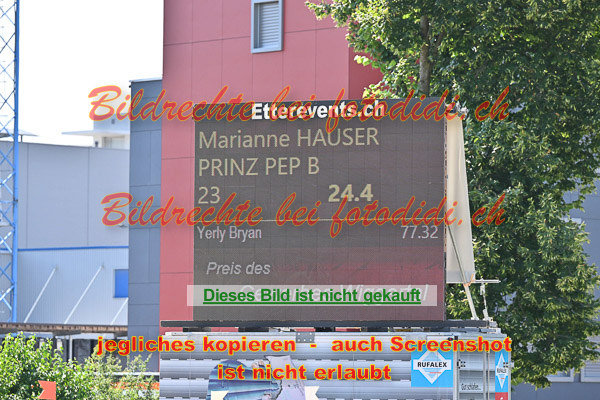 Bildrechte bei fotodidi.ch
Etterevents.ch
Marianne HAUSER
PRINZ PEP B
23 24.4
Bildrechte bei fotodidi.ch
Yerly Bryan 77.32
Preis des
Dieses Bild ist nicht gekauft
jegliches kopieren - auch Screenshot
ist nicht erlaubt
RUFALEX